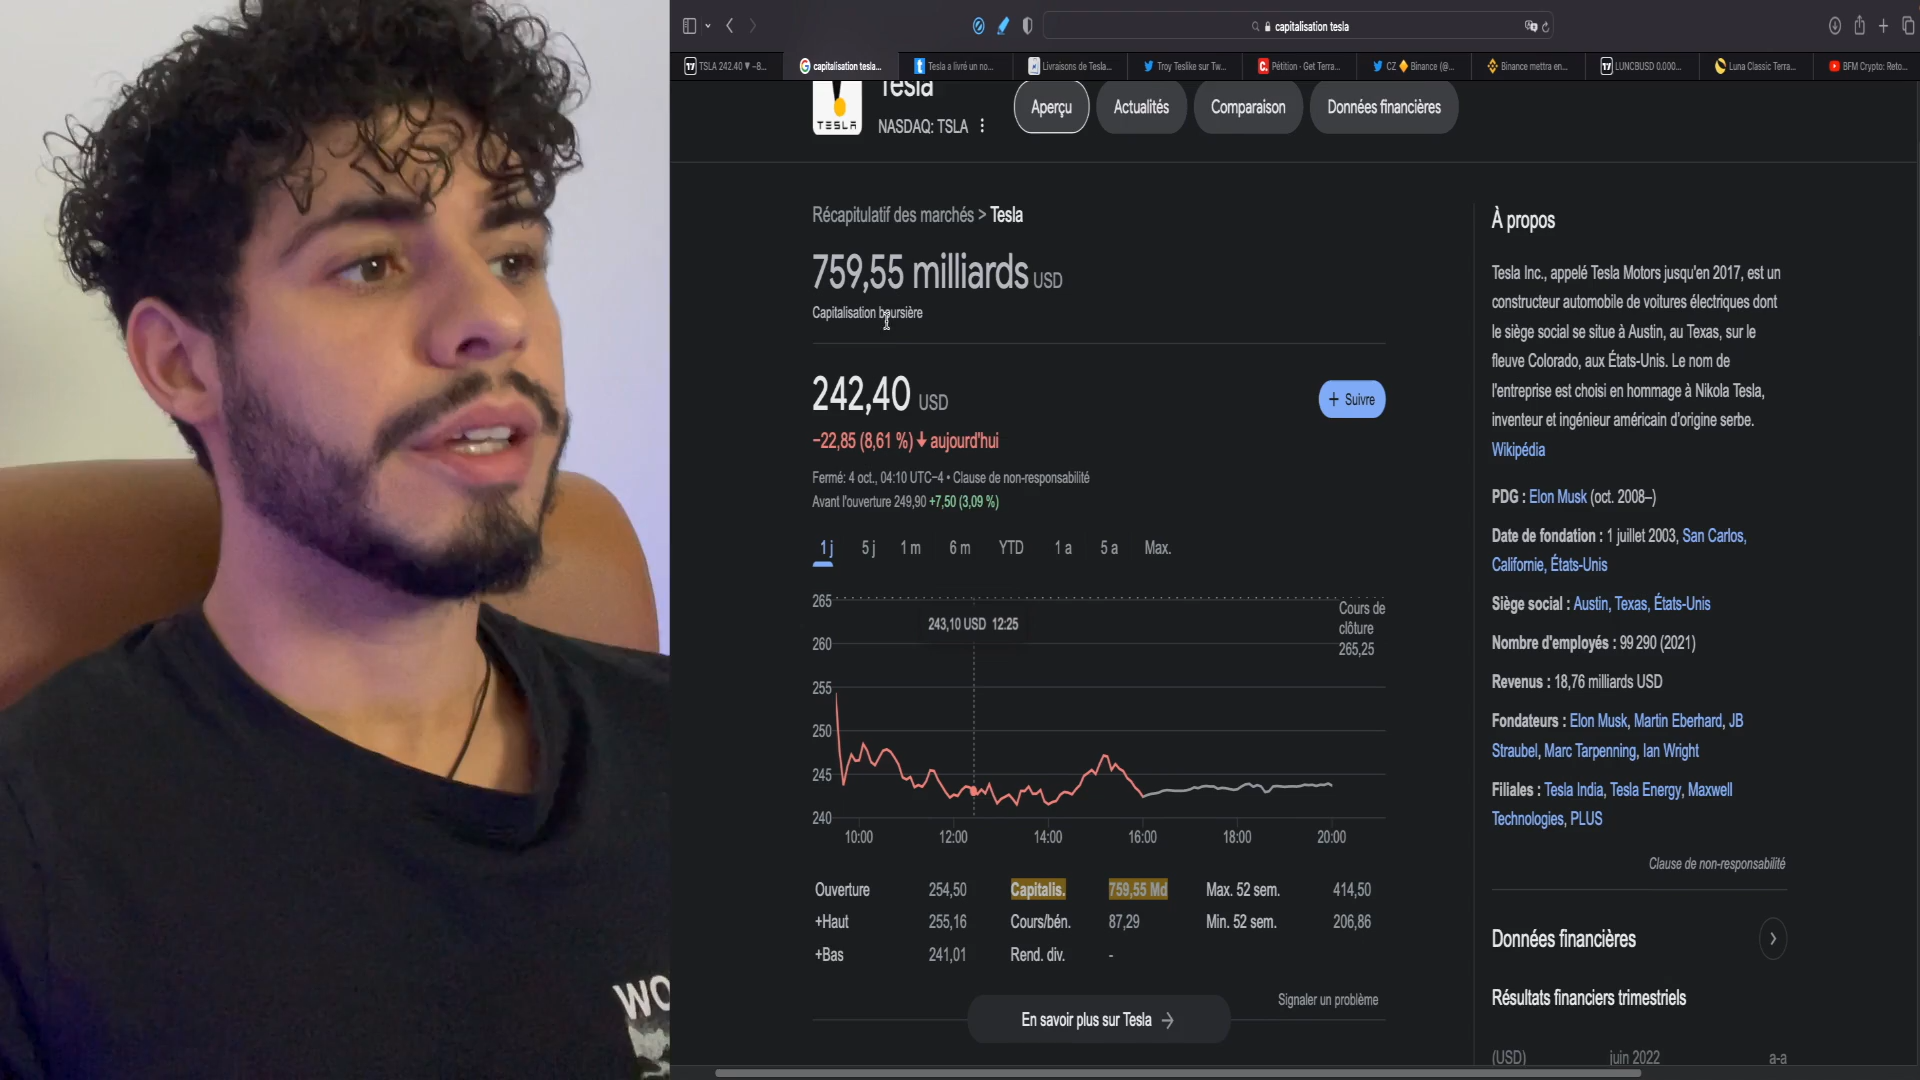 capitalisation tesla
TSLA 242.40 ▼ −8...
capitalisation tesla...
Tesla a livré un no...
Livraisons de Tesla...
Troy Teslike sur Tw...
Pétition - Get Terra...
CZ 🔶 Binance (@...
Binance mettra en...
LUNCBUSD 0.000...
Luna Classic Terra...
BFM Crypto: Reto...
TESLA
Tesla
NASDAQ: TSLA
Aperçu
Actualités
Comparaison
Données financières
Récapitulatif des marchés > Tesla
759,55 milliards USD
Capitalisation boursière
242,40 USD
+ Suivre
−22,85 (8,61 %) ↓ aujourd'hui
Fermé: 4 oct., 04:10 UTC−4 • Clause de non-responsabilité
Avant l'ouverture 249,90 +7,50 (3,09 %)
1 j 5 j 1 m 6 m YTD 1 a 5 a Max.
265
260
255
250
245
240
243,10 USD 12:25
Cours de
clôture
265,25
10:00 12:00 14:00 16:00 18:00 20:00
Ouverture 254,50 Capitalis. 759,55 Md Max. 52 sem. 414,50
+Haut 255,16 Cours/bén. 87,29 Min. 52 sem. 206,86
+Bas 241,01 Rend. div. -
Signaler un problème
En savoir plus sur Tesla →
À propos
Tesla Inc., appelé Tesla Motors jusqu'en 2017, est un
constructeur automobile de voitures électriques dont
le siège social se situe à Austin, au Texas, sur le
fleuve Colorado, aux États-Unis. Le nom de
l'entreprise est choisi en hommage à Nikola Tesla,
inventeur et ingénieur américain d'origine serbe.
Wikipédia
PDG : Elon Musk (oct. 2008–)
Date de fondation : 1 juillet 2003, San Carlos,
Californie, États-Unis
Siège social : Austin, Texas, États-Unis
Nombre d'employés : 99 290 (2021)
Revenus : 18,76 milliards USD
Fondateurs : Elon Musk, Martin Eberhard, JB
Straubel, Marc Tarpenning, Ian Wright
Filiales : Tesla India, Tesla Energy, Maxwell
Technologies, PLUS
Clause de non-responsabilité
Données financières
Résultats financiers trimestriels
(USD) juin 2022 a-a
WO